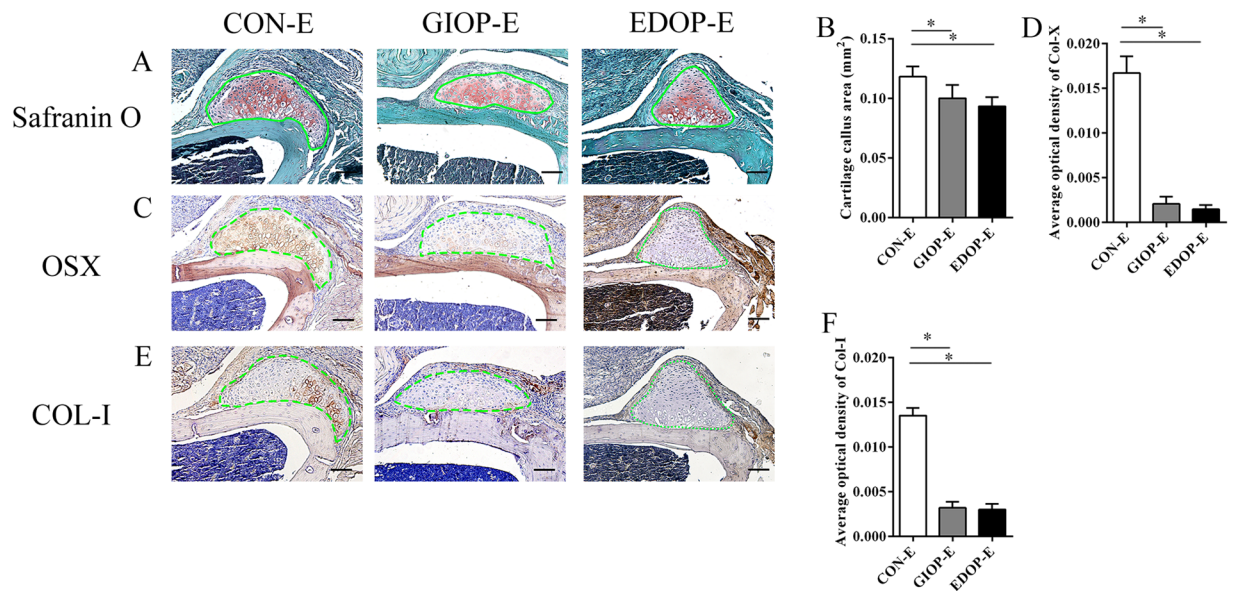 CON-E GIOP-E EDOP-E
A
Safranin O
C
OSX
E
COL-I
B
Cartilage callus area (mm²)
0.15
0.10
0.05
0.00
*
*
CON-E
GIOP-E
EDOP-E
D
Average optical density of Col-X
0.020
0.015
0.010
0.005
0.000
*
*
CON-E
GIOP-E
EDOP-E
F
Average optical density of Col-I
0.020
0.015
0.010
0.005
0.000
*
*
CON-E
GIOP-E
EDOP-E